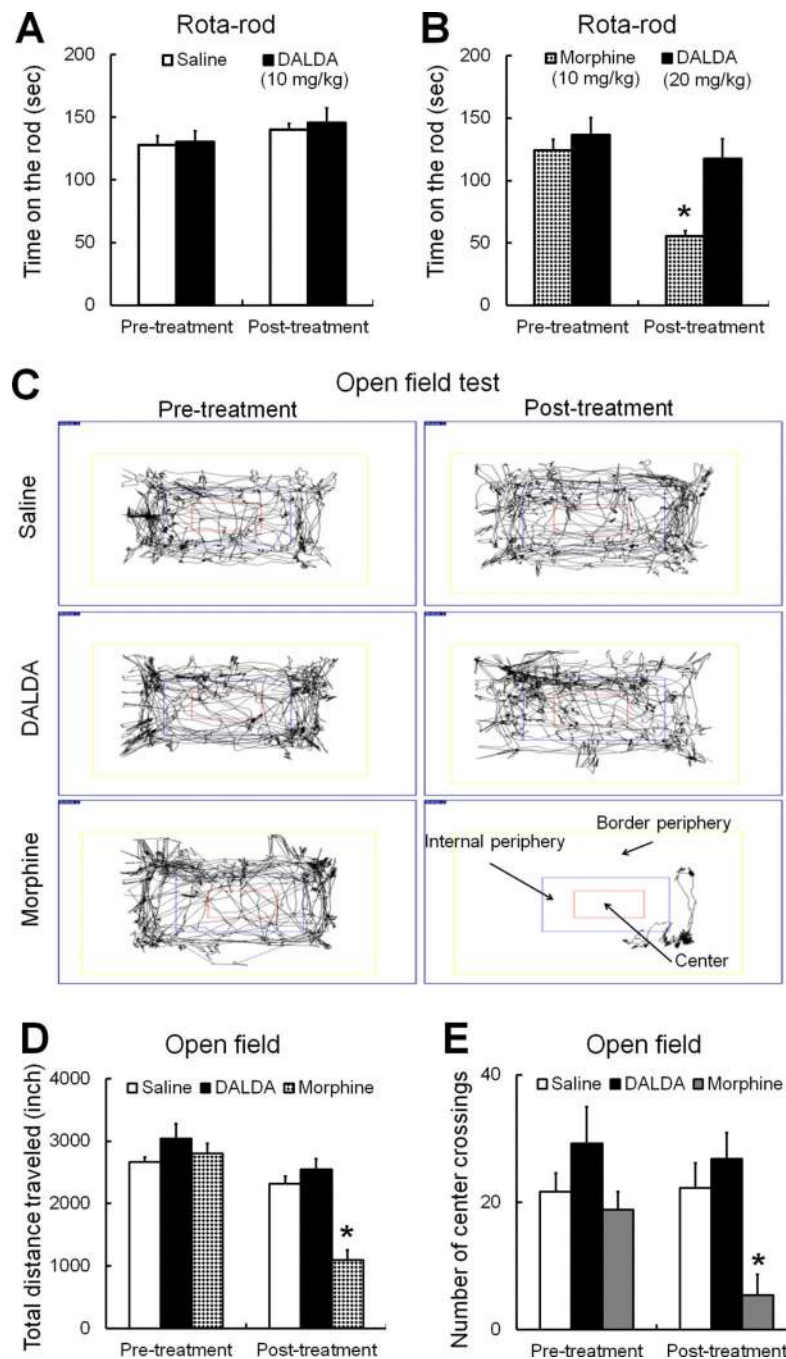 A
Rota-rod
Saline
DALDA
(10 mg/kg)
Time on the rod (sec)
200
150
100
50
0
Pre-treatment
Post-treatment
B
Rota-rod
Morphine
(10 mg/kg)
DALDA
(20 mg/kg)
Time on the rod (sec)
200
150
100
50
0
*
Pre-treatment
Post-treatment
C
Open field test
Pre-treatment
Post-treatment
Saline
DALDA
Morphine
Border periphery
Internal periphery
Center
D
Open field
Saline
DALDA
Morphine
Total distance traveled (inch)
4000
3000
2000
1000
0
*
Pre-treatment
Post-treatment
E
Open field
Saline
DALDA
Morphine
Number of center crossings
40
20
0
*
Pre-treatment
Post-treatment